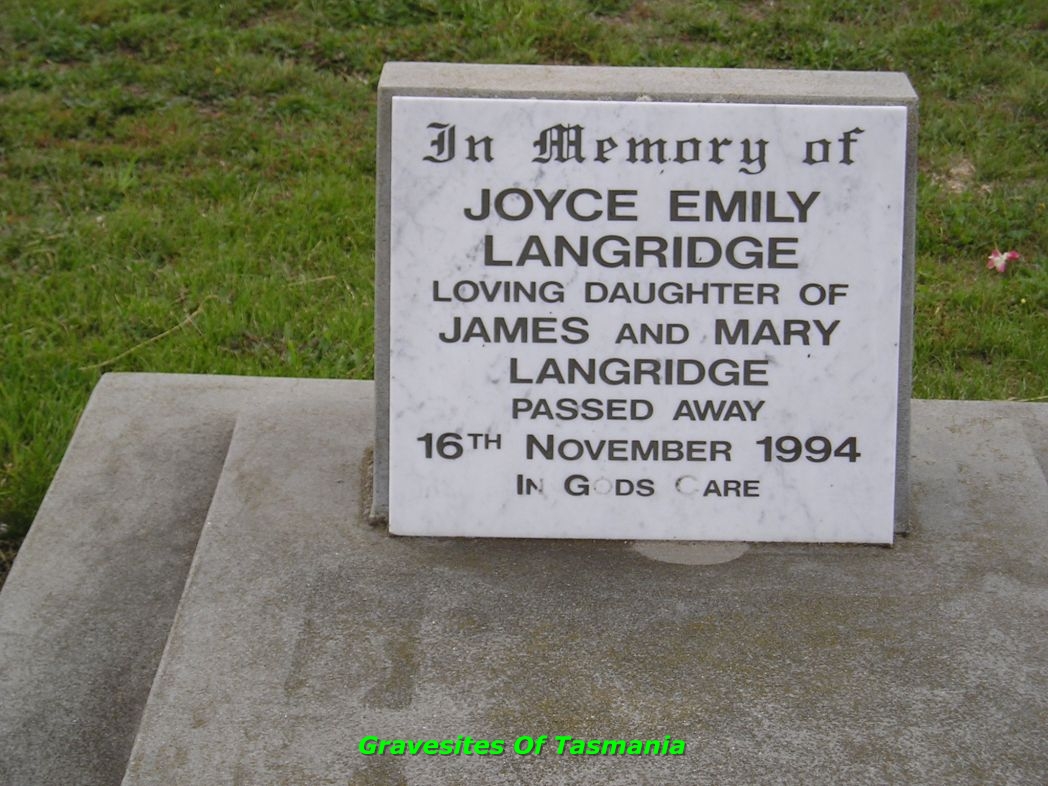 In Memory of
JOYCE EMILY
LANGRIDGE
LOVING DAUGHTER OF
JAMES AND MARY
LANGRIDGE
PASSED AWAY
16TH NOVEMBER 1994
IN GODS CARE
Gravesites Of Tasmania